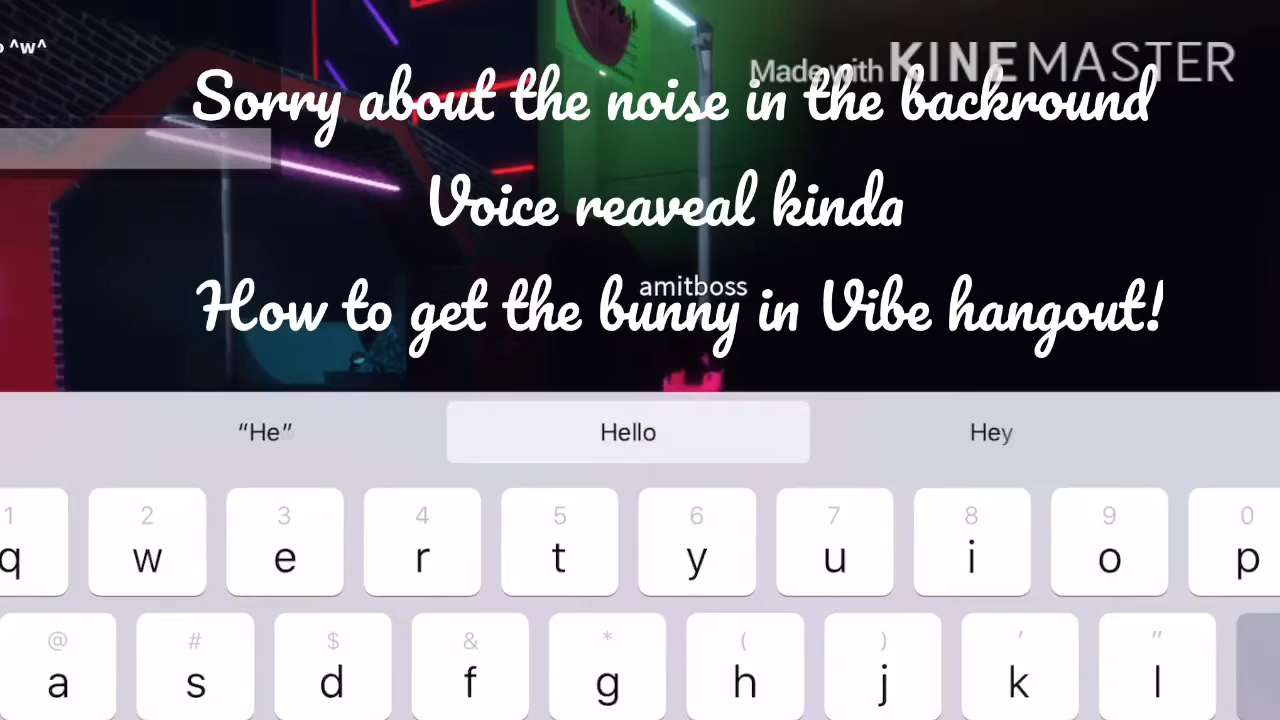 ^w^
Made with KINEMASTER
Sorry about the noise in the backround
Voice reaveal kinda
amitboss
How to get the bunny in Vibe hangout!
“He” Hello Hey
1 2 3 4 5 6 7 8 9 0
q w e r t y u i o p
@ # $ & * ( ) ' "
a s d f g h j k l